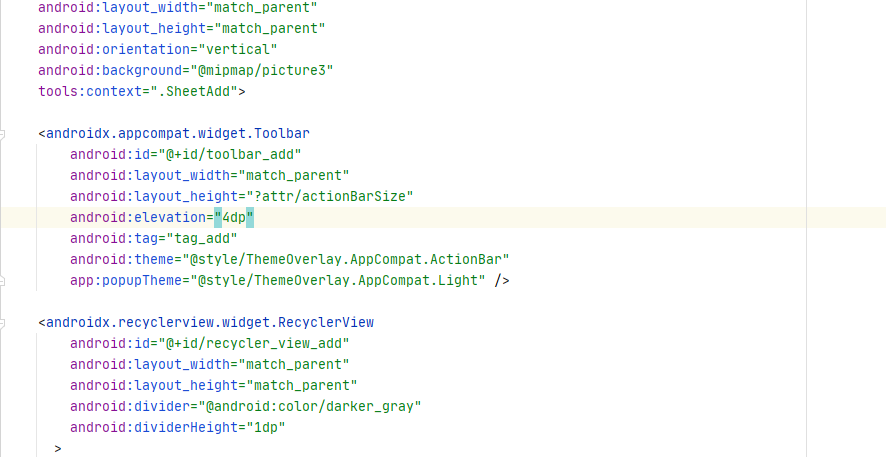 android:layout_width="match_parent"
android:layout_height="match_parent"
android:orientation="vertical"
android:background="@mipmap/picture3"
tools:context=".SheetAdd">
<androidx.appcompat.widget.Toolbar
android:id="@+id/toolbar_add"
android:layout_width="match_parent"
android:layout_height="?attr/actionBarSize"
android:elevation="4dp"
android:tag="tag_add"
android:theme="@style/ThemeOverlay.AppCompat.ActionBar"
app:popupTheme="@style/ThemeOverlay.AppCompat.Light" />
<androidx.recyclerview.widget.RecyclerView
android:id="@+id/recycler_view_add"
android:layout_width="match_parent"
android:layout_height="match_parent"
android:divider="@android:color/darker_gray"
android:dividerHeight="1dp"
>